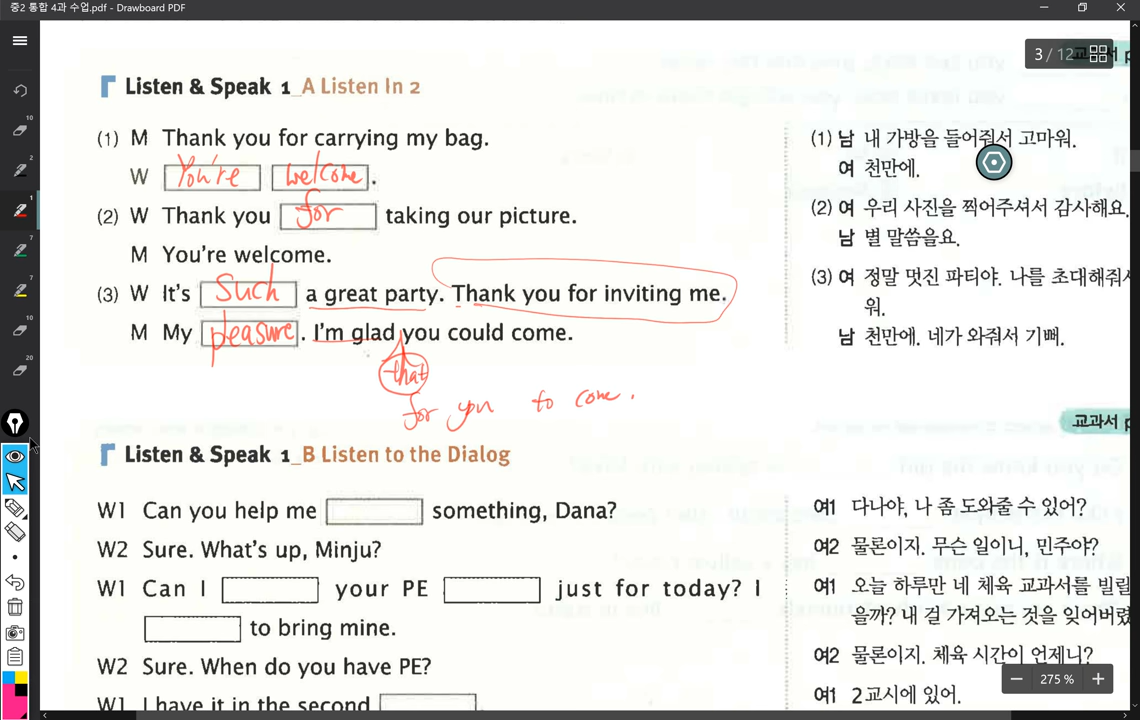 중2 통합 4과 수업.pdf - Drawboard PDF
3 / 12
Listen & Speak 1_A Listen In 2
(1) M Thank you for carrying my bag.
W You're welcome.
(2) W Thank you for taking our picture.
M You're welcome.
(3) W It's such a great party. Thank you for inviting me.
M My pleasure. I'm glad you could come.
that
for you to come.
(1) 남 내 가방을 들어줘서 고마워.
여 천만에.
(2) 여 우리 사진을 찍어주셔서 감사해요.
남 별 말씀을요.
(3) 여 정말 멋진 파티야. 나를 초대해줘
워.
남 천만에. 네가 와줘서 기뻐.
Listen & Speak 1_B Listen to the Dialog
교과서 p
W1 Can you help me something, Dana?
W2 Sure. What's up, Minju?
W1 Can I your PE just for today? I
to bring mine.
W2 Sure. When do you have PE?
W1 I have it in the second .
여1 다나야, 나 좀 도와줄 수 있어?
여2 물론이지. 무슨 일이니, 민주야?
여1 오늘 하루만 네 체육 교과서를 빌릴
을까? 내 걸 가져오는 것을 잊어버렸
여2 물론이지. 체육 시간이 언제니?
여1 2교시에 있어.
275 %